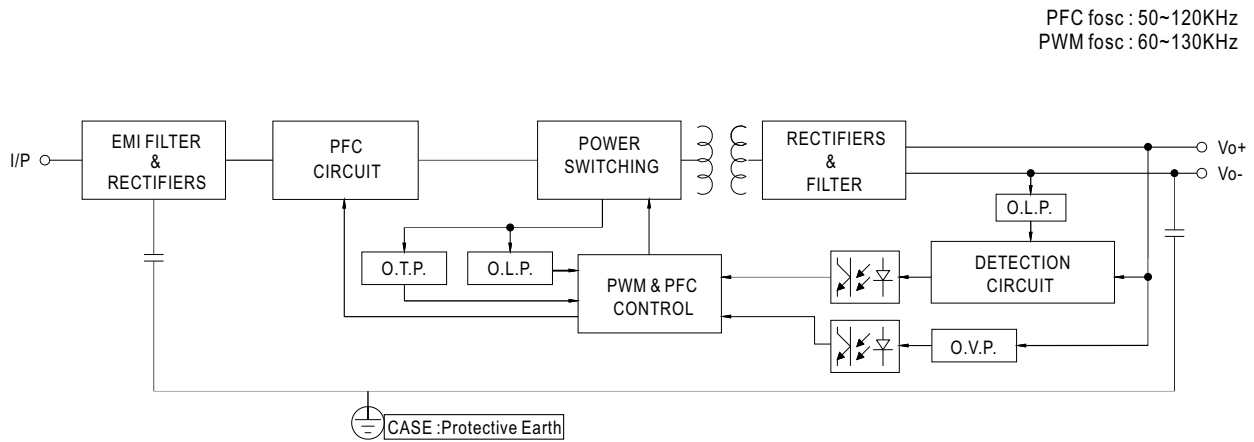 PFC fosc : 50~120KHz
PWM fosc : 60~130KHz
I/P
EMI FILTER
&
RECTIFIERS
PFC
CIRCUIT
POWER
SWITCHING
RECTIFIERS
&
FILTER
Vo+
Vo-
O.L.P.
O.T.P.
O.L.P.
PWM & PFC
CONTROL
DETECTION
CIRCUIT
O.V.P.
CASE :Protective Earth